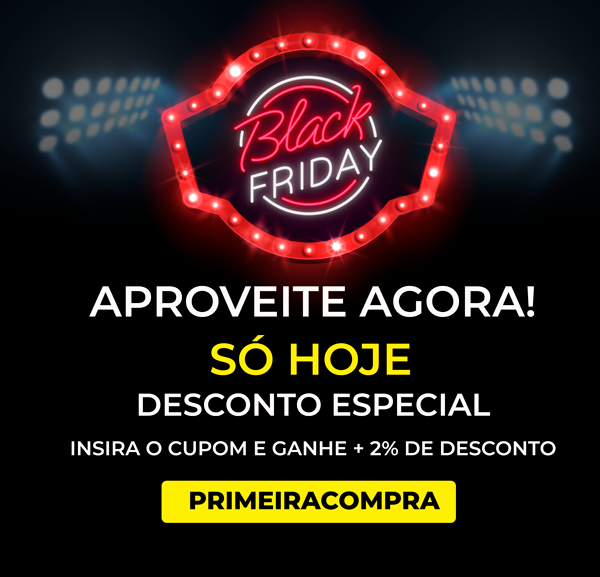 Black
FRIDAY
APROVEITE AGORA!
SÓ HOJE
DESCONTO ESPECIAL
INSIRA O CUPOM E GANHE + 2% DE DESCONTO
PRIMEIRACOMPRA